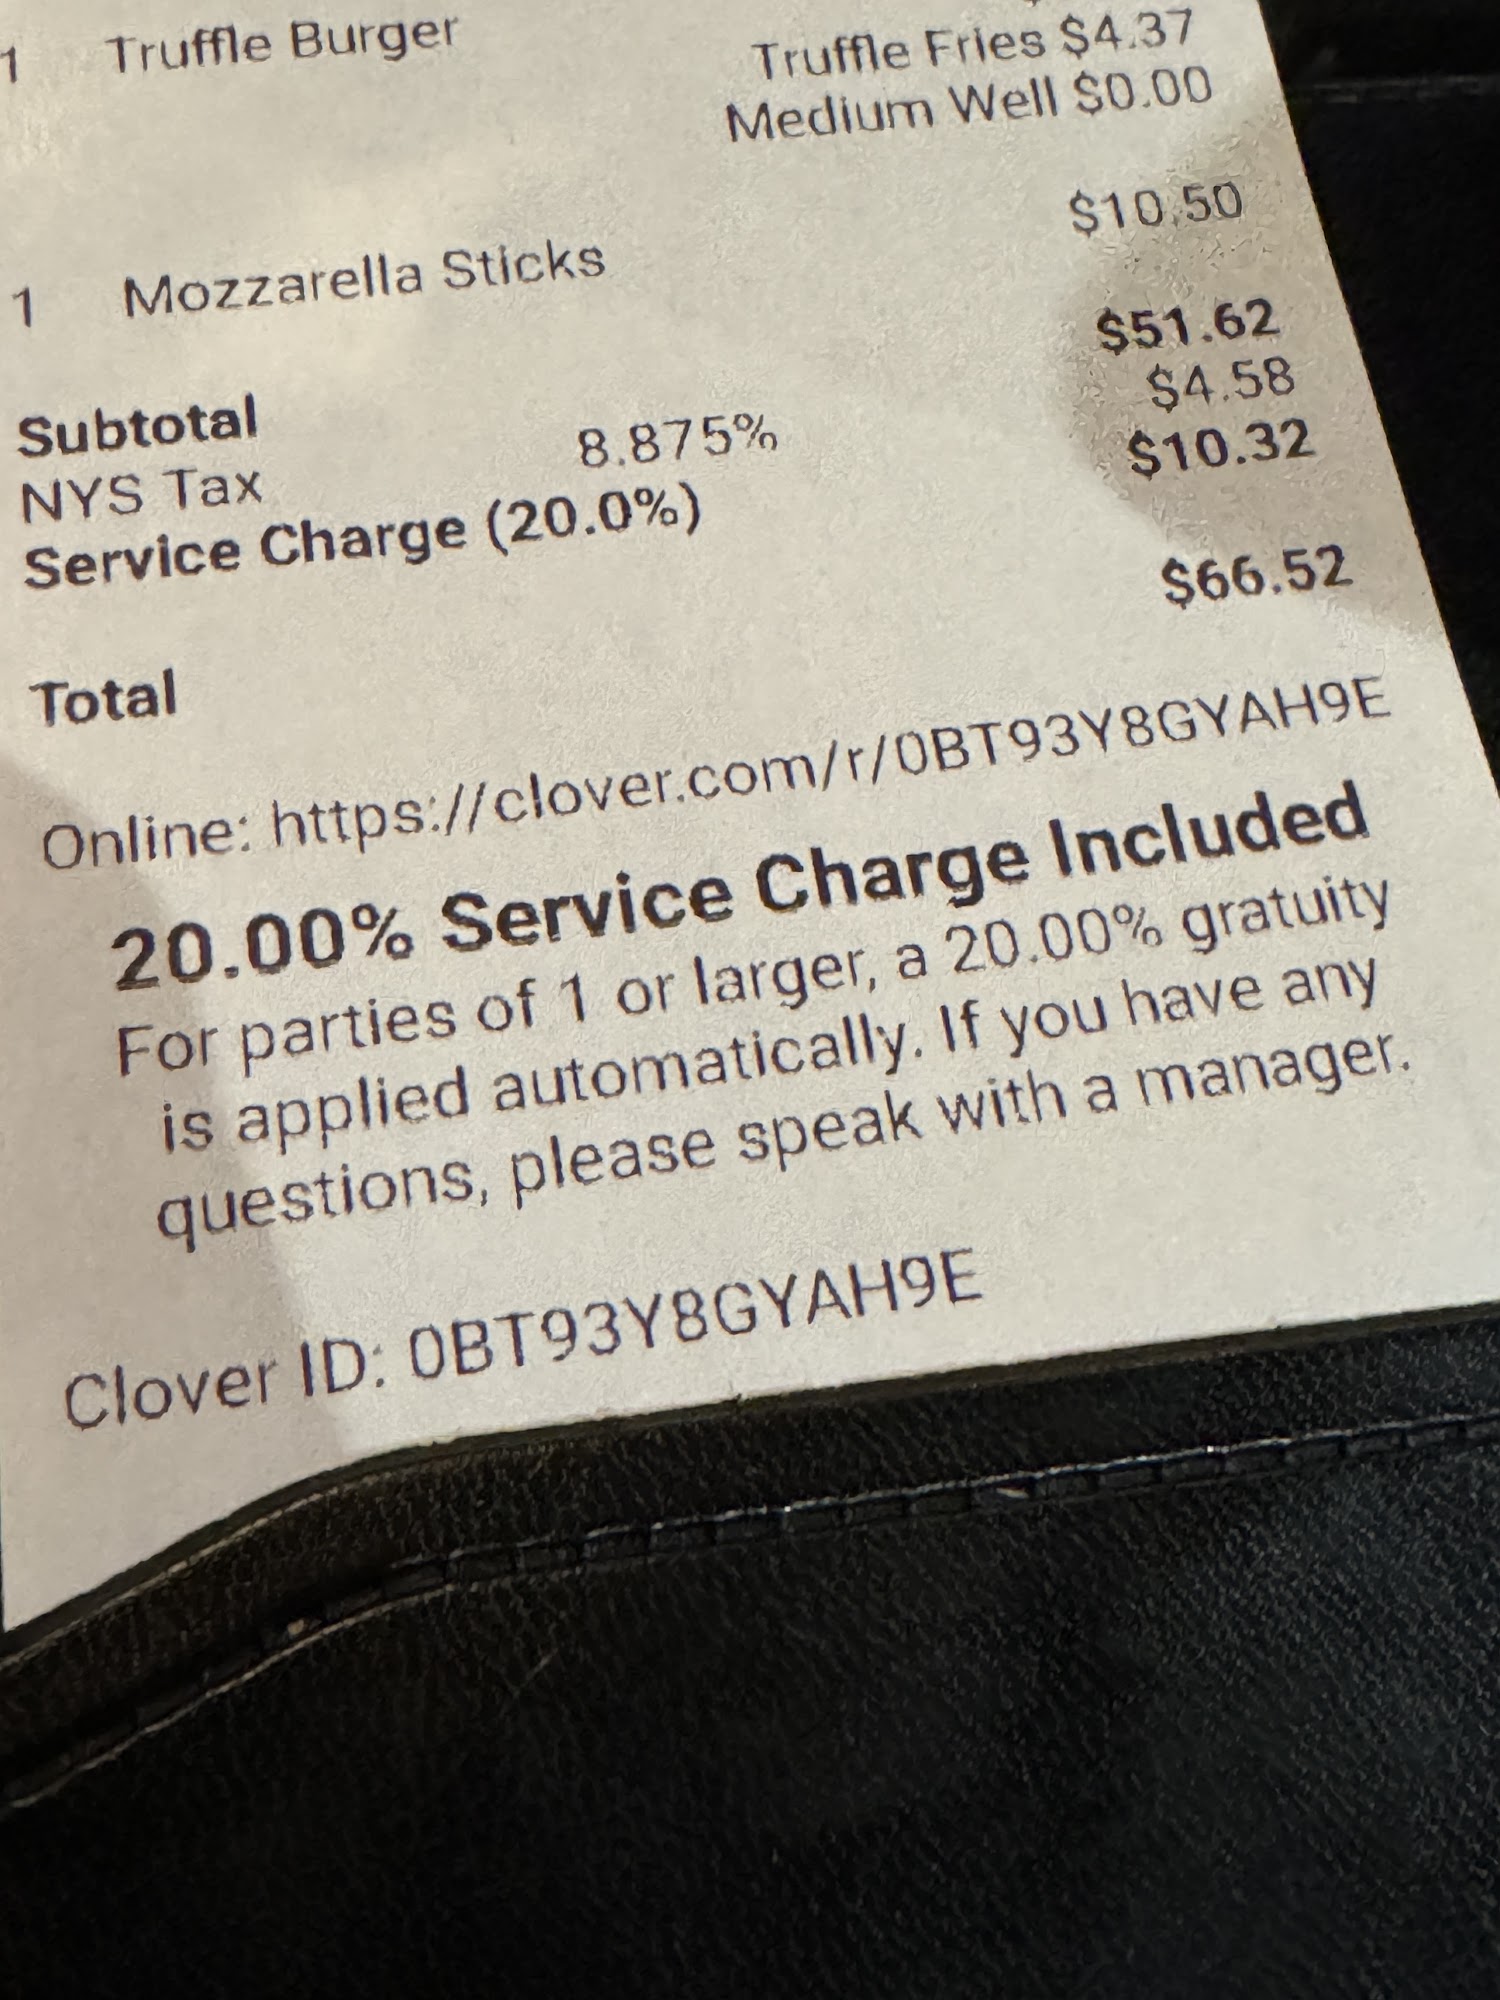 1 Truffle Burger
Truffle Fries $4.37
Medium Well $0.00
$10.50
1 Mozzarella Sticks
$51.62
Subtotal
$4.58
NYS Tax 8.875%
$10.32
Service Charge (20.0%)
$66.52
Total
Online: https://clover.com/r/0BT93Y8GYAH9E
20.00% Service Charge Included
For parties of 1 or larger, a 20.00% gratuity
is applied automatically. If you have any
questions, please speak with a manager.
Clover ID: 0BT93Y8GYAH9E